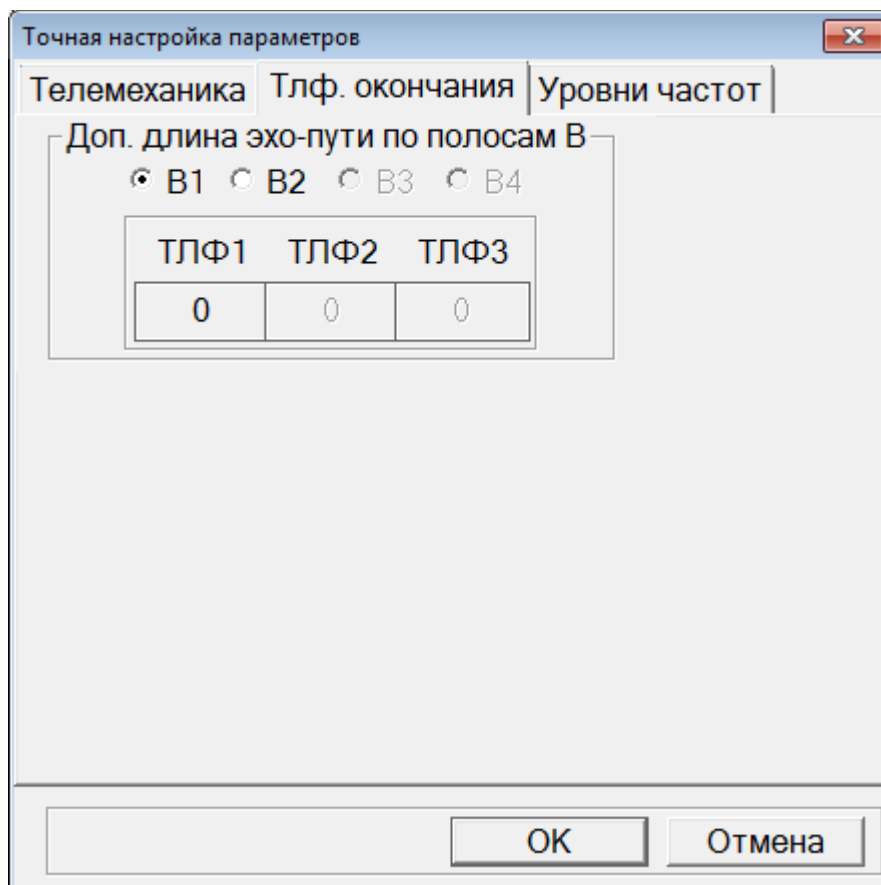 Точная настройка параметров
Телемеханика Тлф. окончания Уровни частот
Доп. длина эхо-пути по полосам В
В1 В2 В3 В4
ТЛФ1 ТЛФ2 ТЛФ3
0 0 0
ОК Отмена